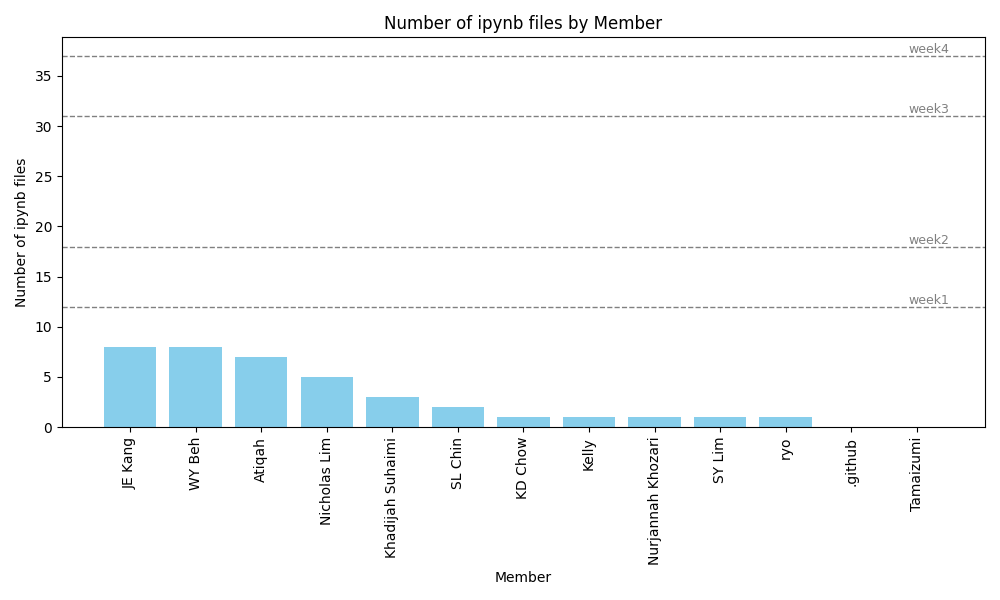 Number of ipynb files by Member
Number of ipynb files
35
30
25
20
15
10
5
0
week4
week3
week2
week1
JE Kang
WY Beh
Atiqah
Nicholas Lim
Khadijah Suhaimi
SL Chin
KD Chow
Kelly
Nurjannah Khozari
SY Lim
ryo
.github
Tamaizumi
Member